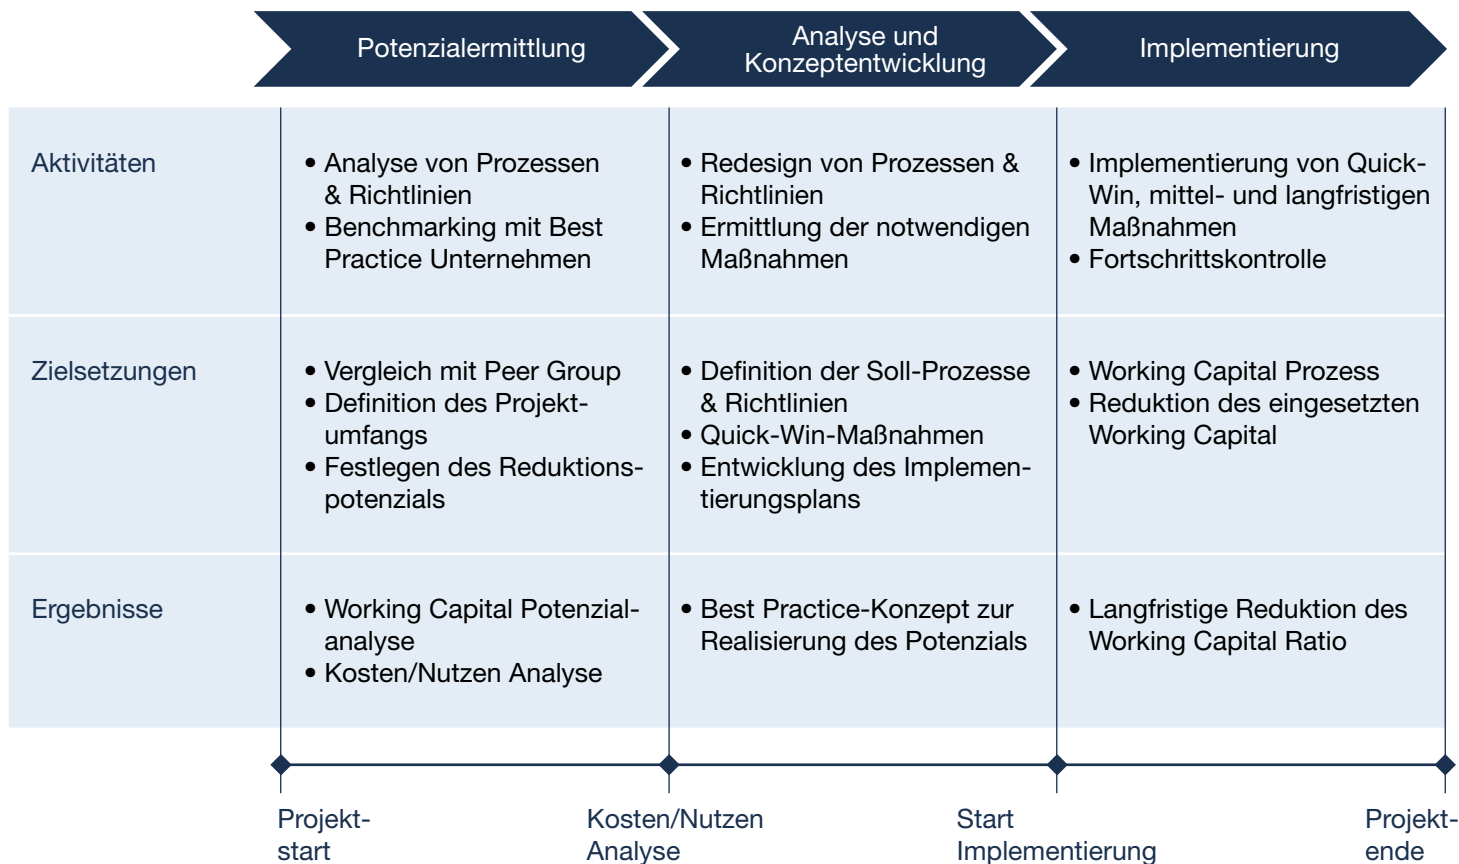 Potenzialermittlung
Analyse und
Konzeptentwicklung
Implementierung
Aktivitäten
• Analyse von Prozessen
& Richtlinien
• Benchmarking mit Best
Practice Unternehmen
• Redesign von Prozessen &
Richtlinien
• Ermittlung der notwendigen
Maßnahmen
• Implementierung von Quick-
Win, mittel- und langfristigen
Maßnahmen
• Fortschrittskontrolle
Zielsetzungen
• Vergleich mit Peer Group
• Definition des Projekt-
umfangs
• Festlegen des Reduktions-
potenzials
• Definition der Soll-Prozesse
& Richtlinien
• Quick-Win-Maßnahmen
• Entwicklung des Implemen-
tierungsplans
• Working Capital Prozess
• Reduktion des eingesetzten
Working Capital
Ergebnisse
• Working Capital Potenzial-
analyse
• Kosten/Nutzen Analyse
• Best Practice-Konzept zur
Realisierung des Potenzials
• Langfristige Reduktion des
Working Capital Ratio
Projekt-
start
Kosten/Nutzen
Analyse
Start
Implementierung
Projekt-
ende